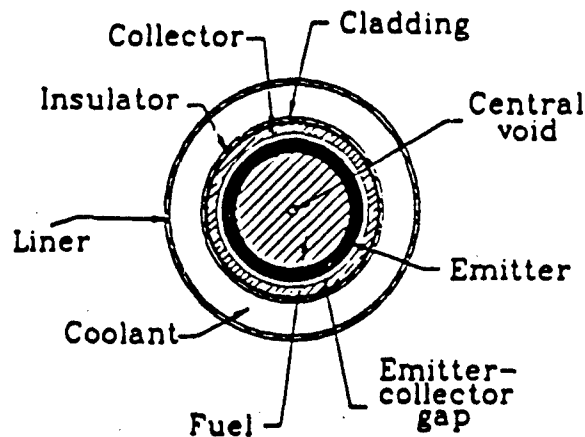 Collector
Cladding
Insulator
Central
void
Liner
Emitter
Coolant
Emitter-
collector
gap
Fuel